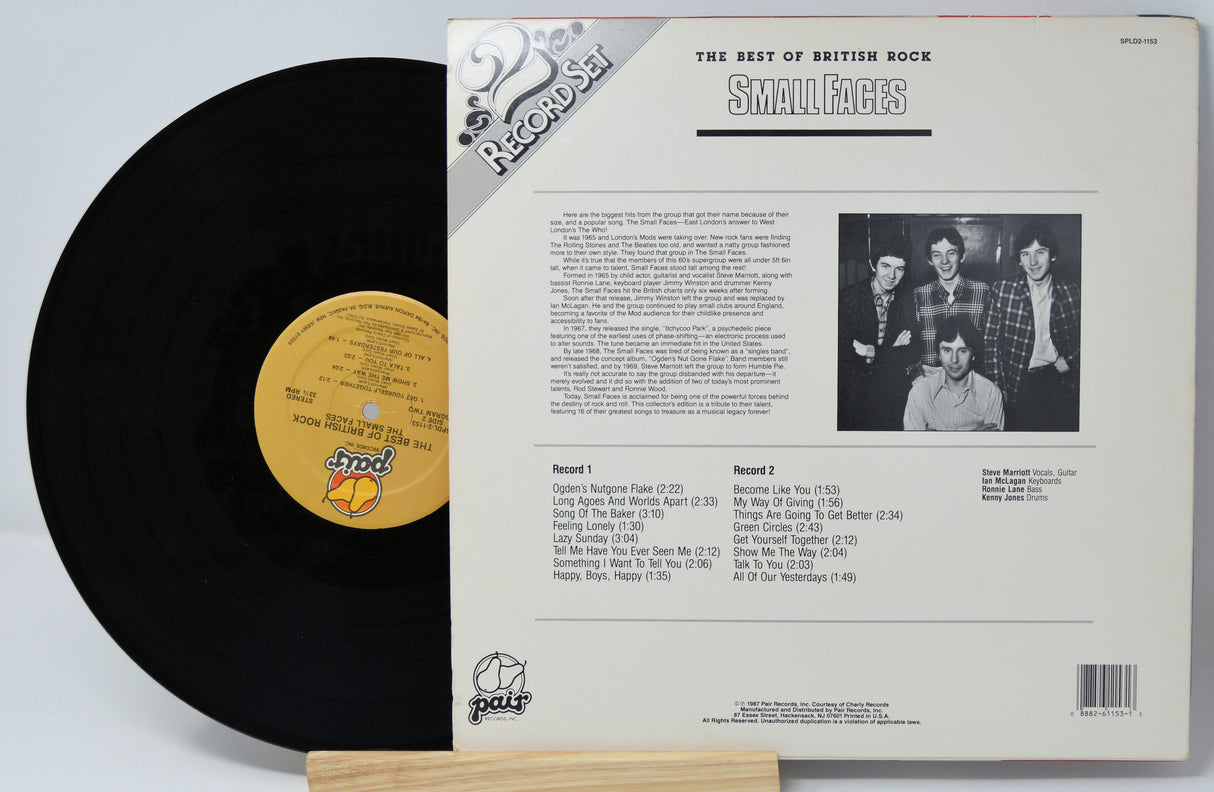 2
RECORD SET
SPLD2-1153
THE BEST OF BRITISH ROCK
SMALL FACES
Here are the biggest hits from the group that got their name because of their
size, and a popular song. The Small Faces—East London's answer to West
London's The Who!
It was 1965 and London's Mods were taking over. New rock fans were finding
The Rolling Stones and The Beatles too old, and wanted a natty group fashioned
more to their own style. They found that group in The Small Faces.
While it's true that the members of this 60's supergroup were all under 5ft 6in
tall, when it came to talent, Small Faces stood tall among the rest!
Formed in 1965 by child actor, guitarist and vocalist Steve Marriott, along with
bassist Ronnie Lane, keyboard player Jimmy Winston and drummer Kenny
Jones, The Small Faces hit the British charts only six weeks after forming.
Soon after that release, Jimmy Winston left the group and was replaced by
Ian McLagan. He and the group continued to play small clubs around England,
becoming a favorite of the Mod audience for their childlike presence and
accessibility to fans.
In 1967, they released the single, "Itchycoo Park", a psychedelic piece
featuring one of the earliest uses of phase-shifting—an electronic process used
to alter sounds. The tune became an immediate hit in the United States.
By late 1968, The Small Faces was tired of being known as a "singles band",
and released the concept album, "Ogden's Nut Gone Flake". Band members still
weren't satisfied, and by 1969, Steve Marriott left the group to form Humble Pie.
It's really not accurate to say the group disbanded with his departure—it
merely evolved and it did so with the addition of two of today's most prominent
talents, Rod Stewart and Ronnie Wood.
Today, Small Faces is acclaimed for being one of the powerful forces behind
the destiny of rock and roll. This collector's edition is a tribute to their talent,
featuring 16 of their greatest songs to treasure as a musical legacy forever!
Record 1
Ogden's Nutgone Flake (2:22)
Long Agoes And Worlds Apart (2:33)
Song Of The Baker (3:10)
Feeling Lonely (1:30)
Lazy Sunday (3:04)
Tell Me Have You Ever Seen Me (2:12)
Something I Want To Tell You (2:06)
Happy, Boys, Happy (1:35)
Record 2
Become Like You (1:53)
My Way Of Giving (1:56)
Things Are Going To Get Better (2:34)
Green Circles (2:43)
Get Yourself Together (2:12)
Show Me The Way (2:04)
Talk To You (2:03)
All Of Our Yesterdays (1:49)
Steve Marriott Vocals, Guitar
Ian McLagan Keyboards
Ronnie Lane Bass
Kenny Jones Drums
pair
RECORDS INC.
©℗ 1987 Pair Records, Inc. Courtesy of Charly Records
Manufactured and Distributed by Pair Records, Inc.
87 Essex Street, Hackensack, NJ 07601 Printed in U.S.A.
All Rights Reserved. Unauthorized duplication is a violation of applicable laws.
0 8882-61153-1 3
pair
RECORDS, INC.
THE BEST OF BRITISH ROCK
THE SMALL FACES
SPDL-2-1153
SIDE 2
STEREO
33⅓ RPM
1. GET YOURSELF TOGETHER – 2:12
2. SHOW ME THE WAY – 2:04
3. TALK TO YOU – 2:03
4. ALL OF OUR YESTERDAYS – 1:49